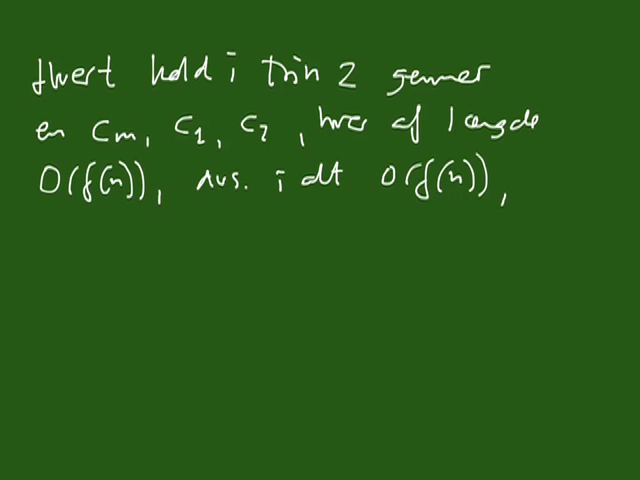 Hvert kald i trin 2 gemmer
en Cm, C1, C2, hver af længde
O(f(n)), dvs. i alt O(f(n)),